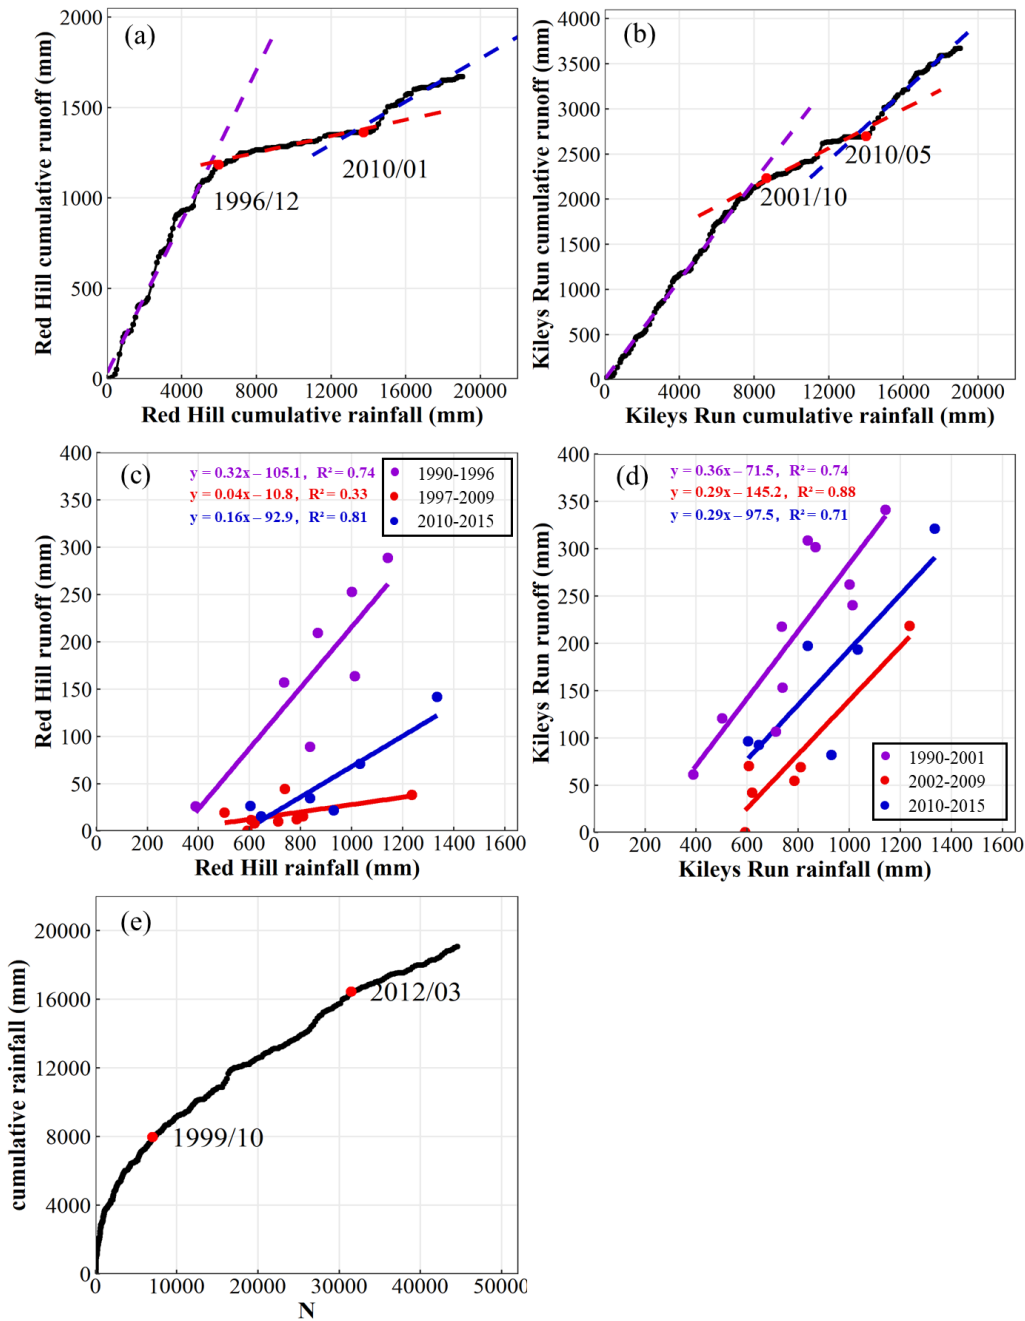 (a)
Red Hill cumulative runoff (mm)
2000
1500
1000
500
0
1996/12
2010/01
0 4000 8000 12000 16000 20000
Red Hill cumulative rainfall (mm)
(b)
Kileys Run cumulative runoff (mm)
4000
3500
3000
2500
2000
1500
1000
500
0
2010/05
2001/10
0 4000 8000 12000 16000 20000
Kileys Run cumulative rainfall (mm)
(c)
Red Hill runoff (mm)
400
350
300
250
200
150
100
50
0
y = 0.32x – 105.1, R² = 0.74
y = 0.04x – 10.8, R² = 0.33
y = 0.16x – 92.9, R² = 0.81
1990-1996
1997-2009
2010-2015
0 200 400 600 800 1000 1200 1400 1600
Red Hill rainfall (mm)
(d)
Kileys Run runoff (mm)
400
350
300
250
200
150
100
50
0
y = 0.36x – 71.5, R² = 0.74
y = 0.29x – 145.2, R² = 0.88
y = 0.29x – 97.5, R² = 0.71
1990-2001
2002-2009
2010-2015
0 200 400 600 800 1000 1200 1400 1600
Kileys Run rainfall (mm)
(e)
cumulative rainfall (mm)
20000
16000
12000
8000
4000
0
2012/03
1999/10
0 10000 20000 30000 40000 50000
N